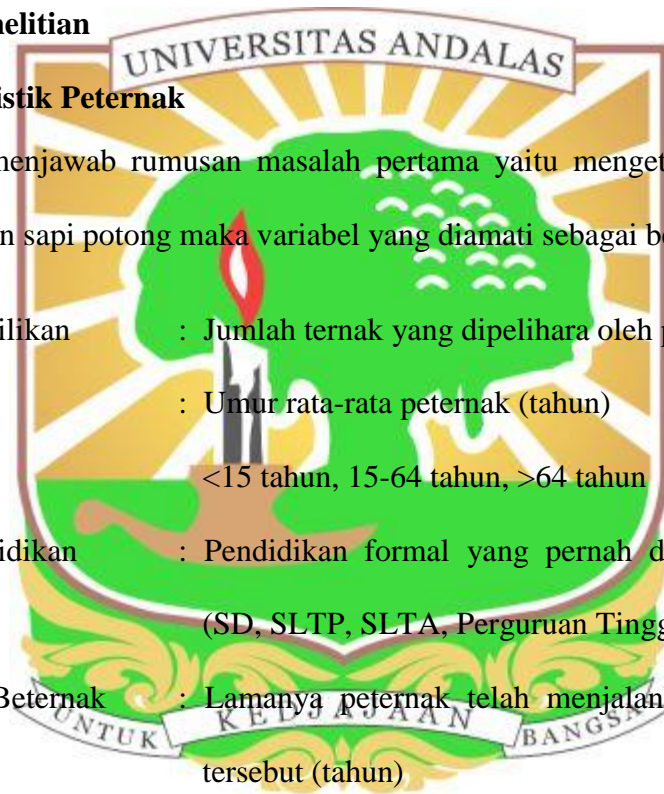 nelitian
UNIVERSITAS ANDALAS
istik Peternak
menjawab rumusan masalah pertama yaitu menget
n sapi potong maka variabel yang diamati sebagai be
ilikan : Jumlah ternak yang dipelihara oleh p
: Umur rata-rata peternak (tahun)
<15 tahun, 15-64 tahun, >64 tahun
idikan : Pendidikan formal yang pernah d
(SD, SLTP, SLTA, Perguruan Tingg
Beternak : Lamanya peternak telah menjalan
UNTUK KEDJAJAAN BANGSA
tersebut (tahun)